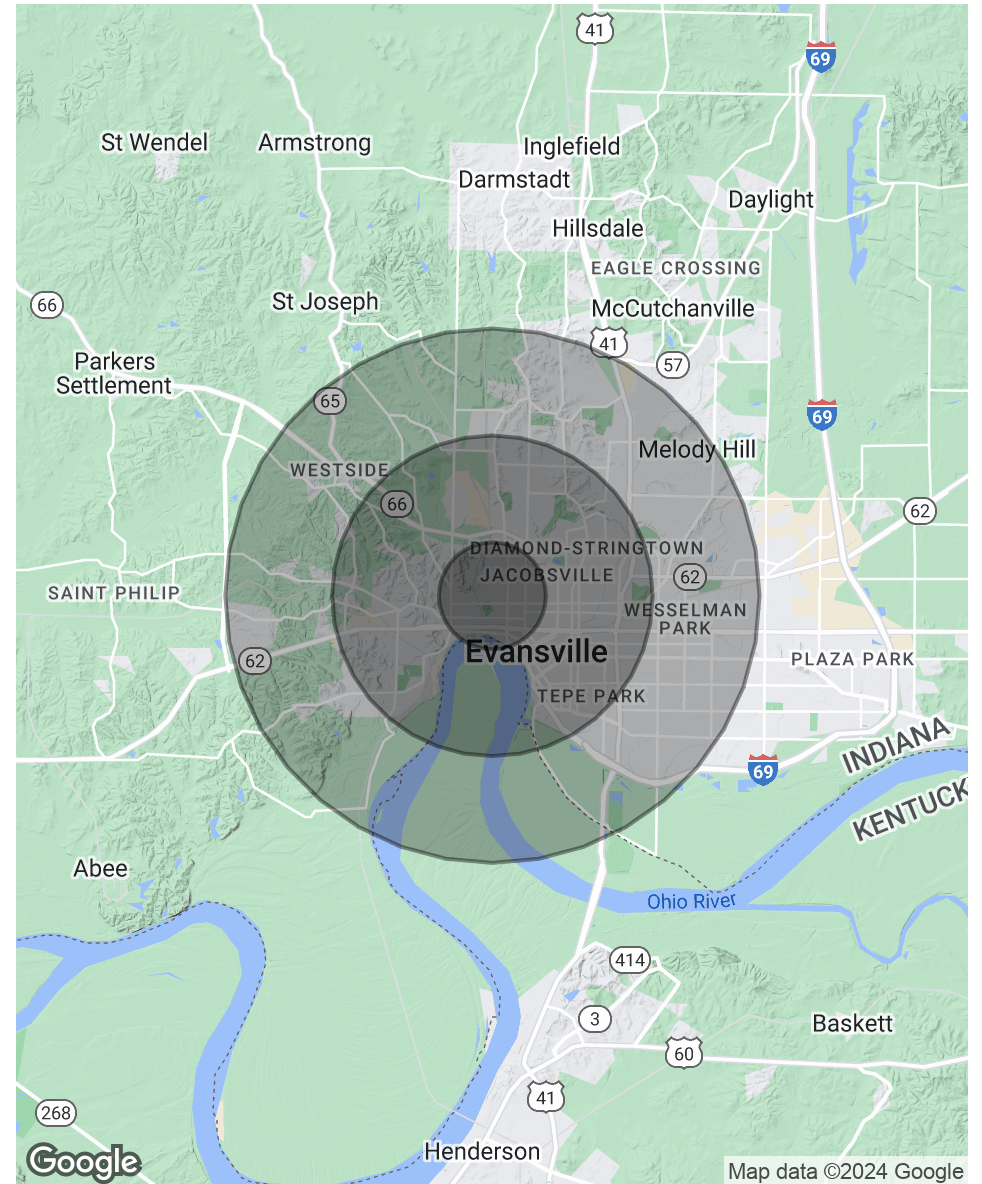 41
69
St Wendel
Armstrong
Inglefield
Darmstadt
Daylight
Hillsdale
EAGLE CROSSING
66
St Joseph
McCutchanville
41
57
Parkers
Settlement
65
69
Melody Hill
WESTSIDE
66
62
DIAMOND-STRINGTOWN
JACOBSVILLE
62
SAINT PHILIP
WESSELMAN
PARK
Evansville
62
PLAZA PARK
TEPE PARK
INDIANA
69
KENTUCK
Abee
Ohio River
414
3
Baskett
60
41
268
Henderson
Google
Map data ©2024 Google